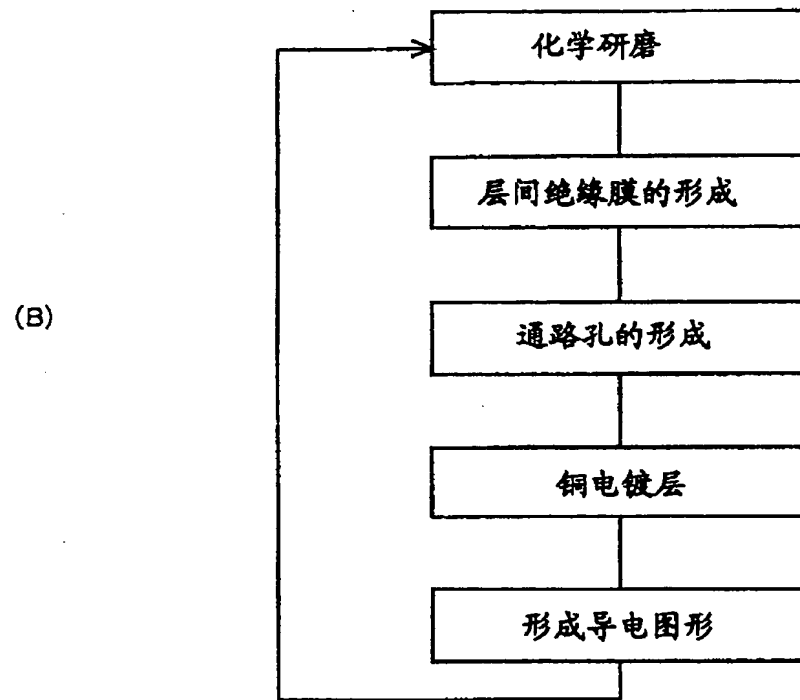 化学研磨
层间绝缘膜的形成
(B)
通路孔的形成
铜电镀层
形成导电图形